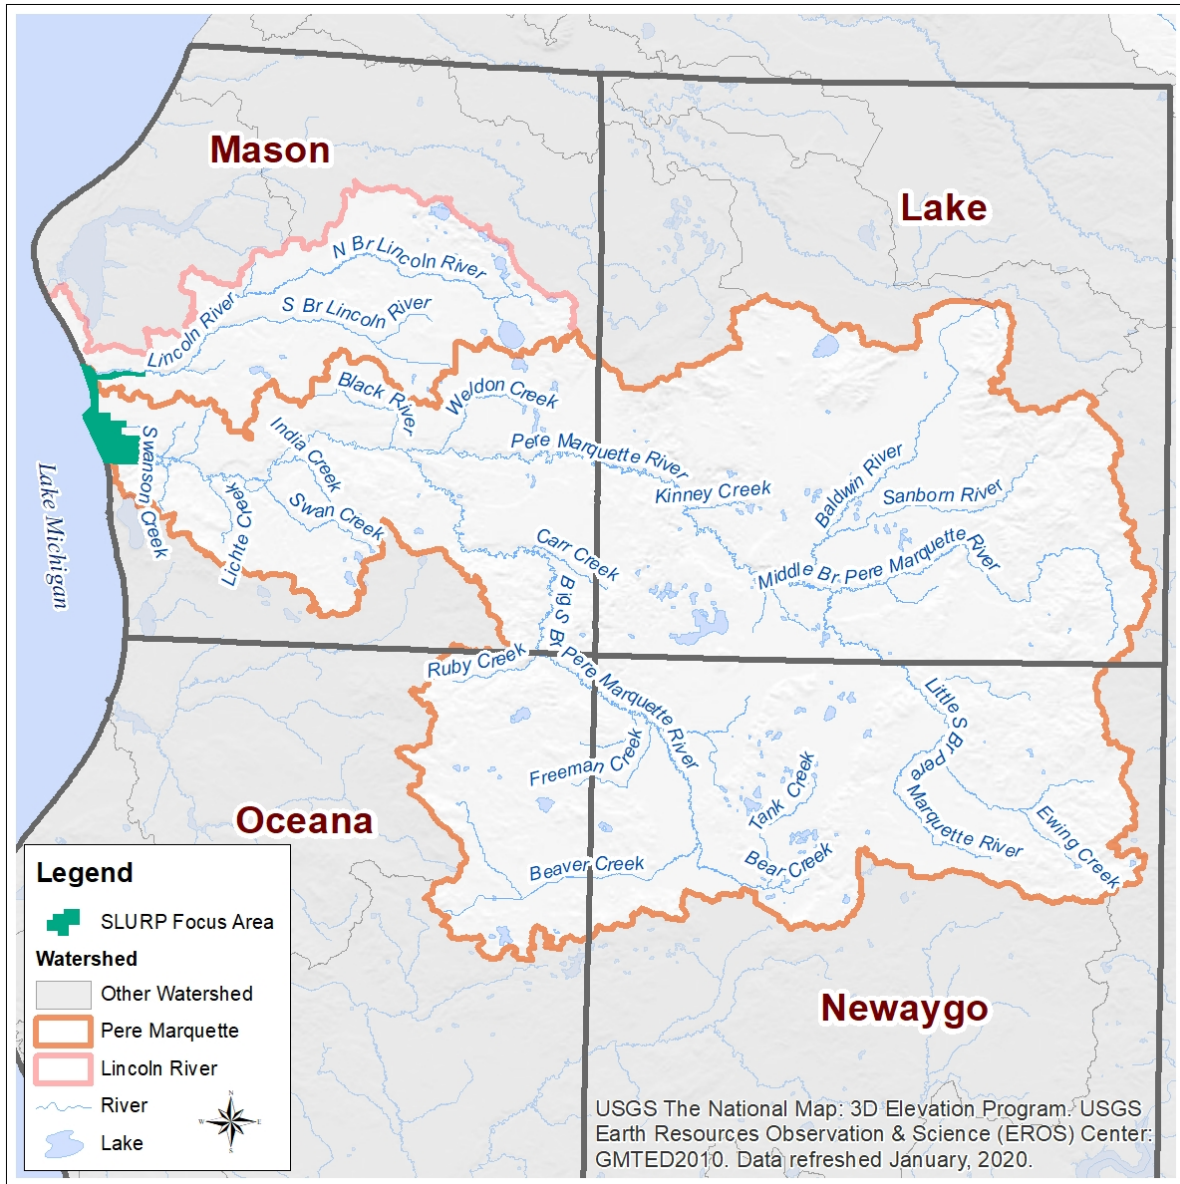 Mason
Lake
N Br Lincoln River
S Br Lincoln River
Lincoln River
Black River
Weldon Creek
India Creek
Pere Marquette River
Swanson Creek
Lichte Creek
Swan Creek
Kinney Creek
Baldwin River
Sanborn River
Lake Michigan
Carr Creek
Middle Br Pere Marquette River
Big S Br Pere Marquette River
Ruby Creek
Little S Br Pere Marquette River
Freeman Creek
Tank Creek
Ewing Creek
Oceana
Beaver Creek
Bear Creek
Newaygo
Legend
SLURP Focus Area
Watershed
Other Watershed
Pere Marquette
Lincoln River
River
Lake
N
W
E
S
USGS The National Map: 3D Elevation Program. USGS
Earth Resources Observation & Science (EROS) Center:
GMTED2010. Data refreshed January, 2020.